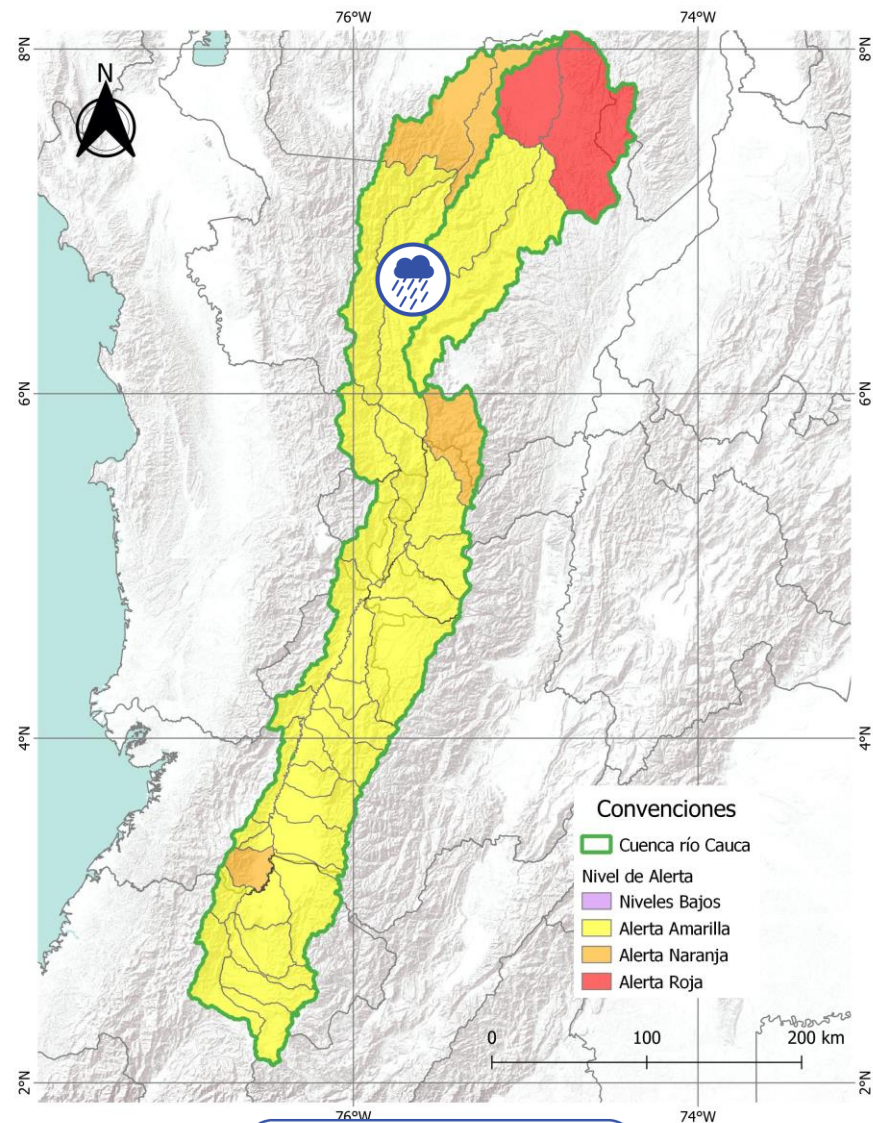 76°W 74°W
8°N 8°N
N
6°N 6°N
4°N 4°N
Convenciones
Cuenca río Cauca
Nivel de Alerta
Niveles Bajos
Alerta Amarilla
Alerta Naranja
Alerta Roja
0 100 200 km
2°N 2°N
76°W 74°W